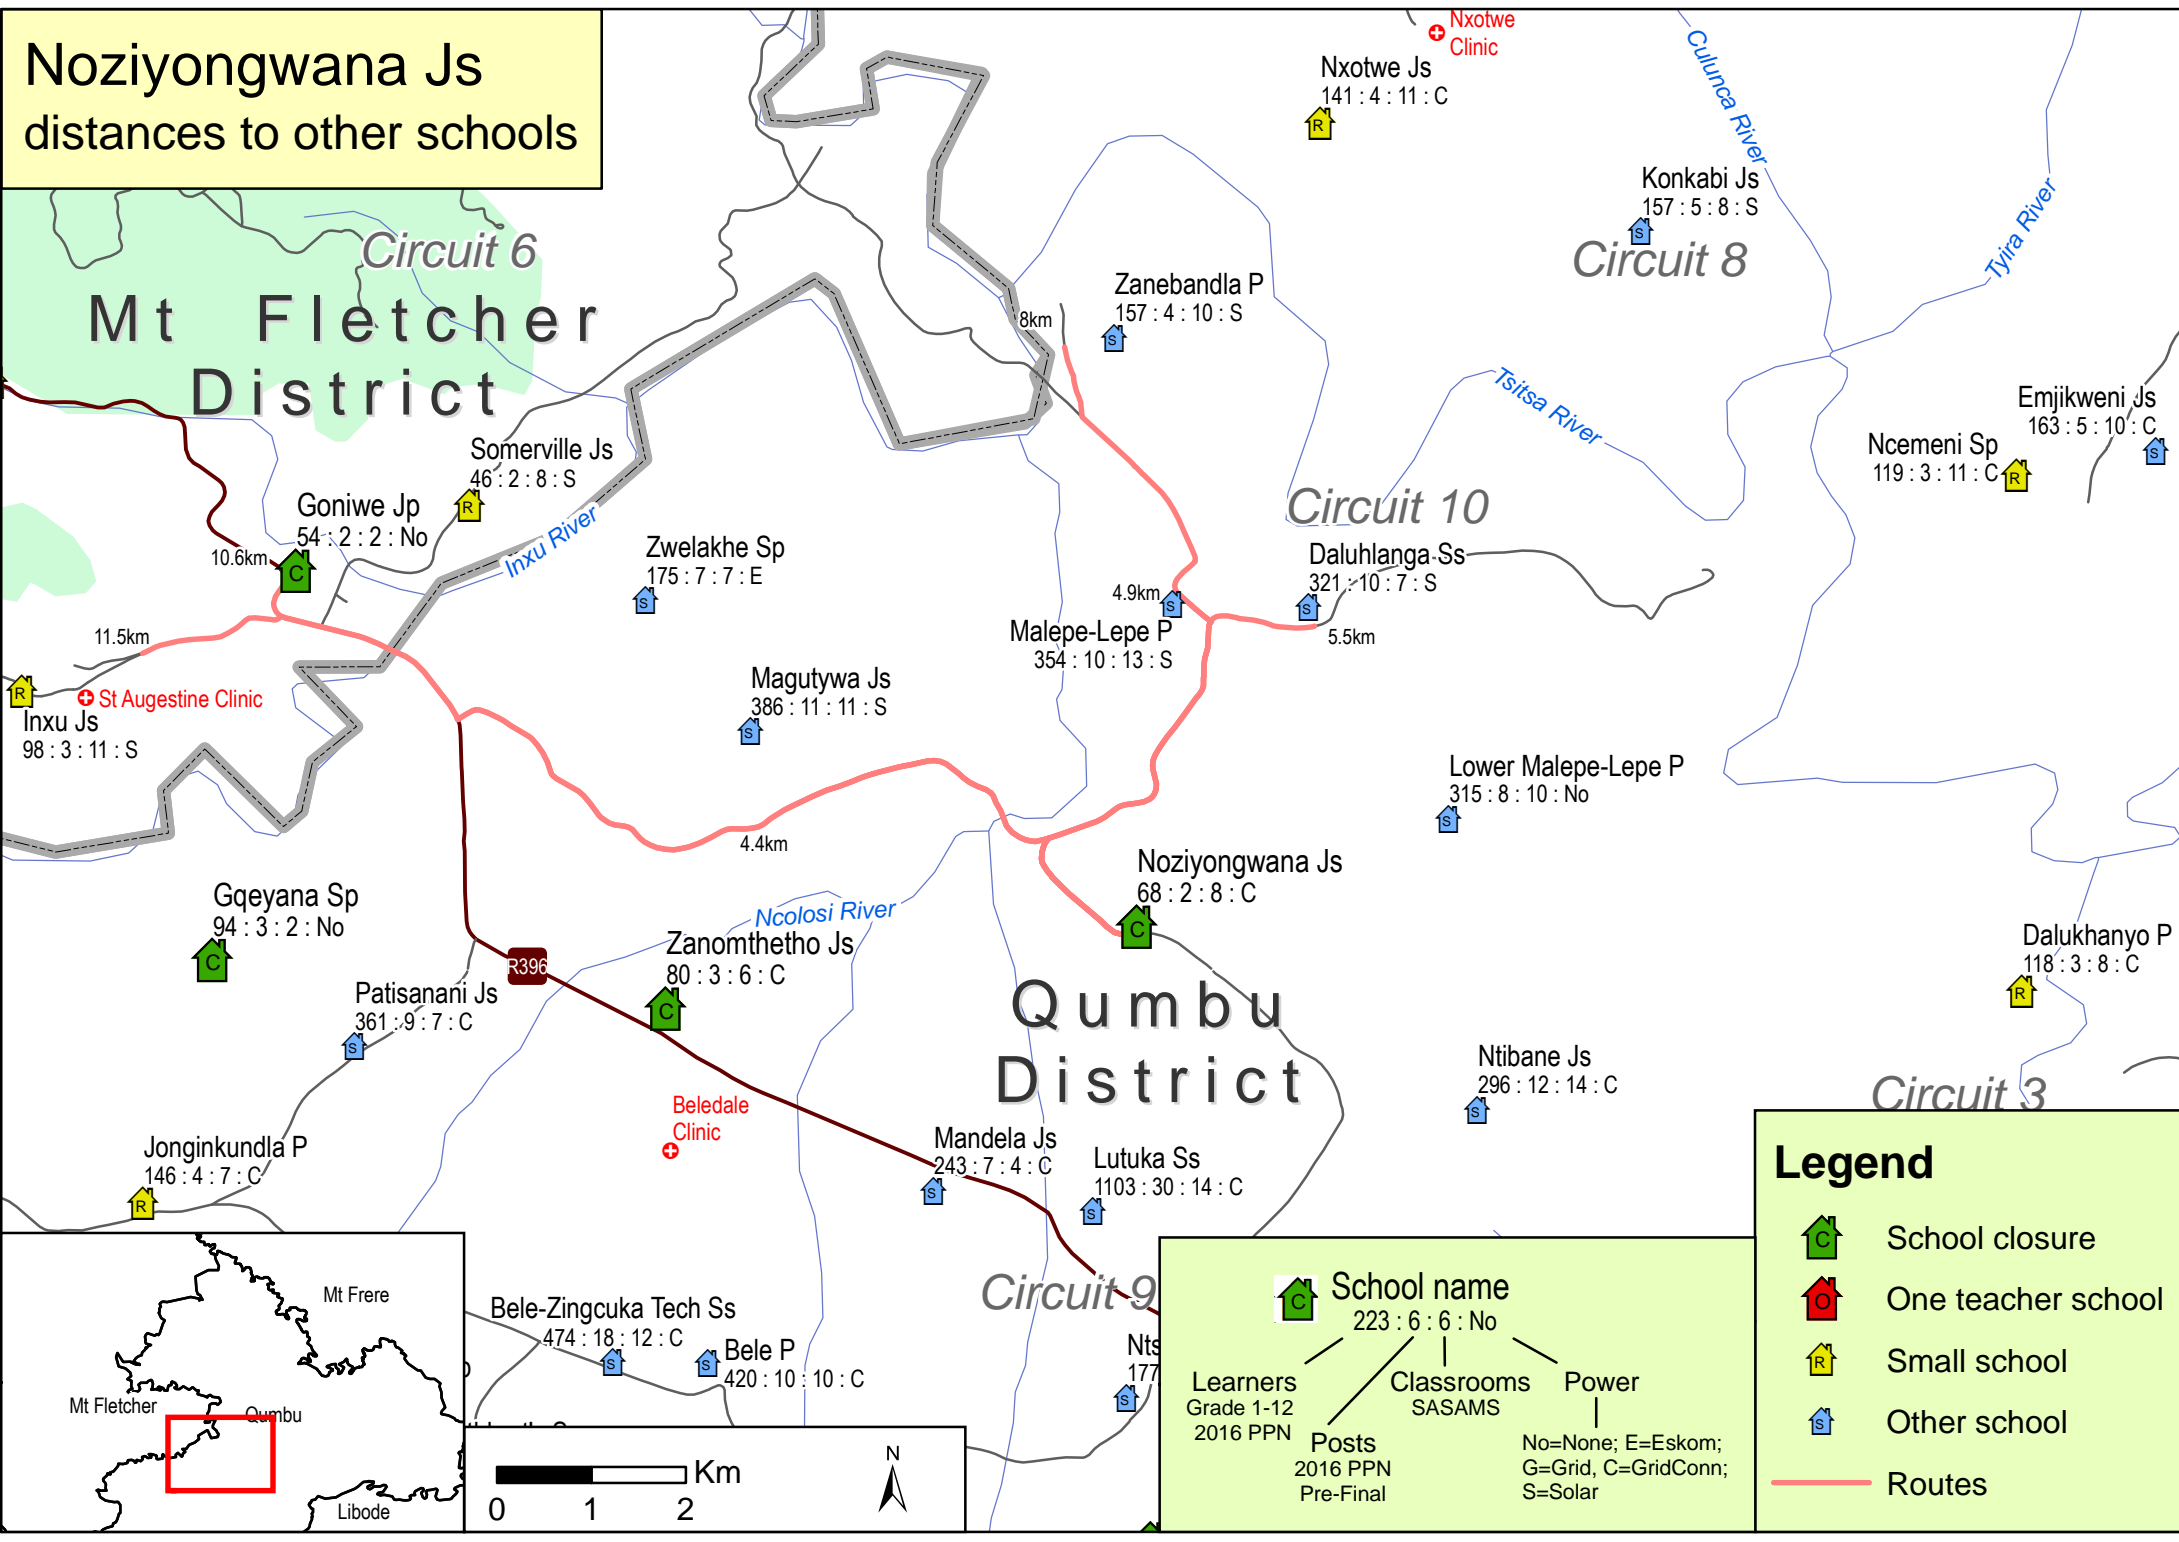 Noziyongwana Js
distances to other schools
Nxotwe
Clinic
Nxotwe Js
141 : 4 : 11 : C
R
Culunca River
Konkabi Js
157 : 5 : 8 : S
S
Circuit 8
Tyira River
Circuit 6
Mt Fletcher
District
Zanebandla P
157 : 4 : 10 : S
S
8km
Tsitsa River
Emjikweni Js
163 : 5 : 10 : C
S
Ncemeni Sp
119 : 3 : 11 : C
R
Somerville Js
46 : 2 : 8 : S
R
Goniwe Jp
54 : 2 : 2 : No
C
10.6km
Inxu River
Circuit 10
Zwelakhe Sp
175 : 7 : 7 : E
S
Daluhlanga Ss
321 : 10 : 7 : S
S
5.5km
4.9km
S
Malepe-Lepe P
354 : 10 : 13 : S
11.5km
R
St Augestine Clinic
Inxu Js
98 : 3 : 11 : S
Magutywa Js
386 : 11 : 11 : S
S
Lower Malepe-Lepe P
315 : 8 : 10 : No
S
4.4km
Noziyongwana Js
68 : 2 : 8 : C
C
Gqeyana Sp
94 : 3 : 2 : No
C
Ncolosi River
Zanomthetho Js
80 : 3 : 6 : C
C
R396
Dalukhanyo P
118 : 3 : 8 : C
R
Patisanani Js
361 : 9 : 7 : C
S
Qumbu
District
Ntibane Js
296 : 12 : 14 : C
S
Circuit 3
Beledale
Clinic
Jonginkundla P
146 : 4 : 7 : C
R
Mandela Js
243 : 7 : 4 : C
S
Lutuka Ss
1103 : 30 : 14 : C
S
Circuit 9
Bele-Zingcuka Tech Ss
474 : 18 : 12 : C
S
Bele P
420 : 10 : 10 : C
S
Nts
177
S
Mt Frere
Mt Fletcher
Qumbu
Libode
Km
0 1 2
N
C
School name
223 : 6 : 6 : No
Learners
Grade 1-12
2016 PPN
Posts
2016 PPN
Pre-Final
Classrooms
SASAMS
Power
No=None; E=Eskom;
G=Grid, C=GridConn;
S=Solar
Legend
C School closure
O One teacher school
R Small school
S Other school
Routes